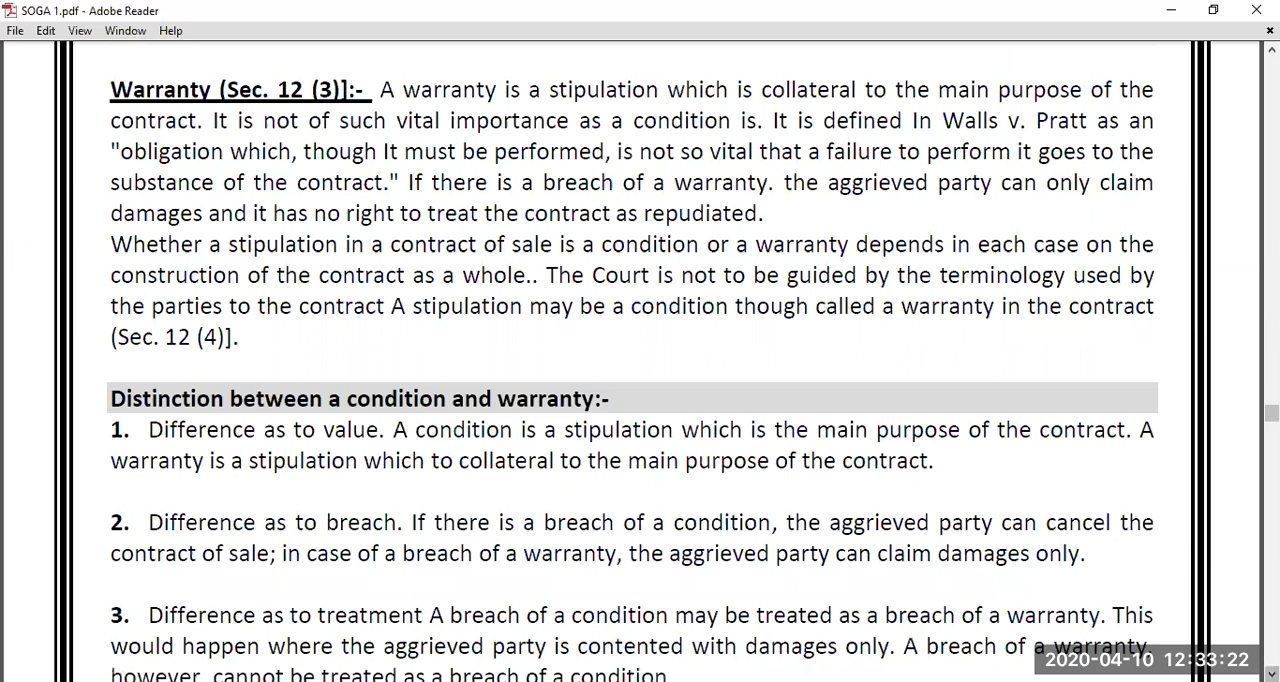 SOGA 1.pdf - Adobe Reader
File Edit View Window Help
Warranty (Sec. 12 (3)]:- A warranty is a stipulation which is collateral to the main purpose of the
contract. It is not of such vital importance as a condition is. It is defined In Walls v. Pratt as an
"obligation which, though It must be performed, is not so vital that a failure to perform it goes to the
substance of the contract." If there is a breach of a warranty. the aggrieved party can only claim
damages and it has no right to treat the contract as repudiated.
Whether a stipulation in a contract of sale is a condition or a warranty depends in each case on the
construction of the contract as a whole.. The Court is not to be guided by the terminology used by
the parties to the contract A stipulation may be a condition though called a warranty in the contract
(Sec. 12 (4)].
Distinction between a condition and warranty:-
1. Difference as to value. A condition is a stipulation which is the main purpose of the contract. A
warranty is a stipulation which to collateral to the main purpose of the contract.
2. Difference as to breach. If there is a breach of a condition, the aggrieved party can cancel the
contract of sale; in case of a breach of a warranty, the aggrieved party can claim damages only.
3. Difference as to treatment A breach of a condition may be treated as a breach of a warranty. This
would happen where the aggrieved party is contented with damages only. A breach of a warranty,
however, cannot be treated as a breach of a condition.
2020-04-10 12:33:22